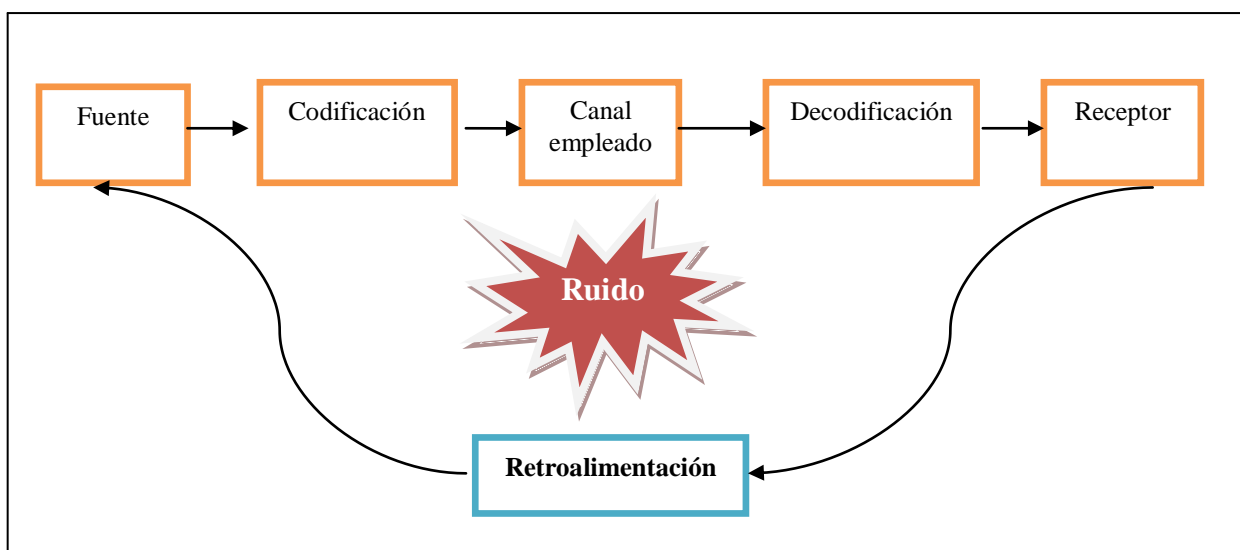 Fuente
Codificación
Canal
empleado
Decodificación
Receptor
Ruido
Retroalimentación